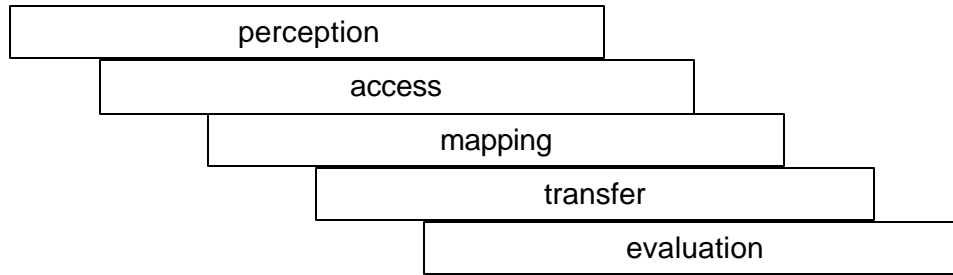 perception
access
mapping
transfer
evaluation